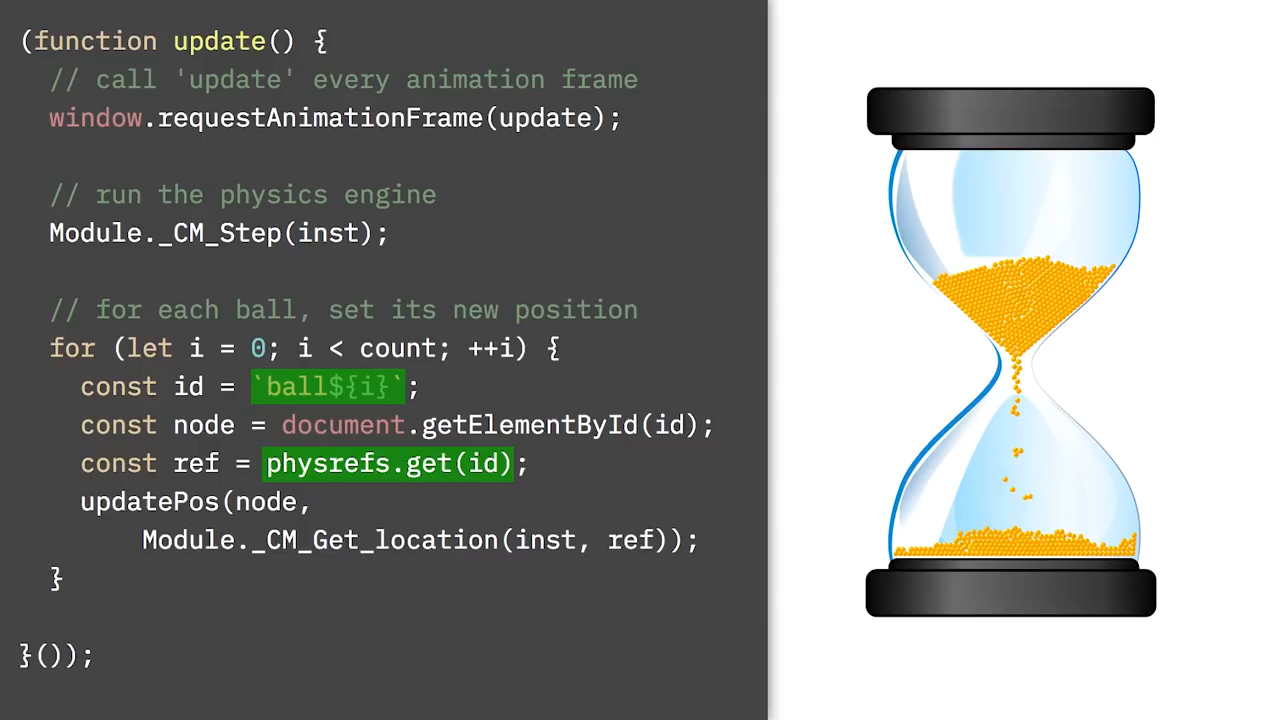 (function update() {
// call 'update' every animation frame
window.requestAnimationFrame(update);
// run the physics engine
Module._CM_Step(inst);
// for each ball, set its new position
for (let i = 0; i < count; ++i) {
const id = `ball${i}`;
const node = document.getElementById(id);
const ref = physrefs.get(id);
updatePos(node,
Module._CM_Get_location(inst, ref));
}
}());